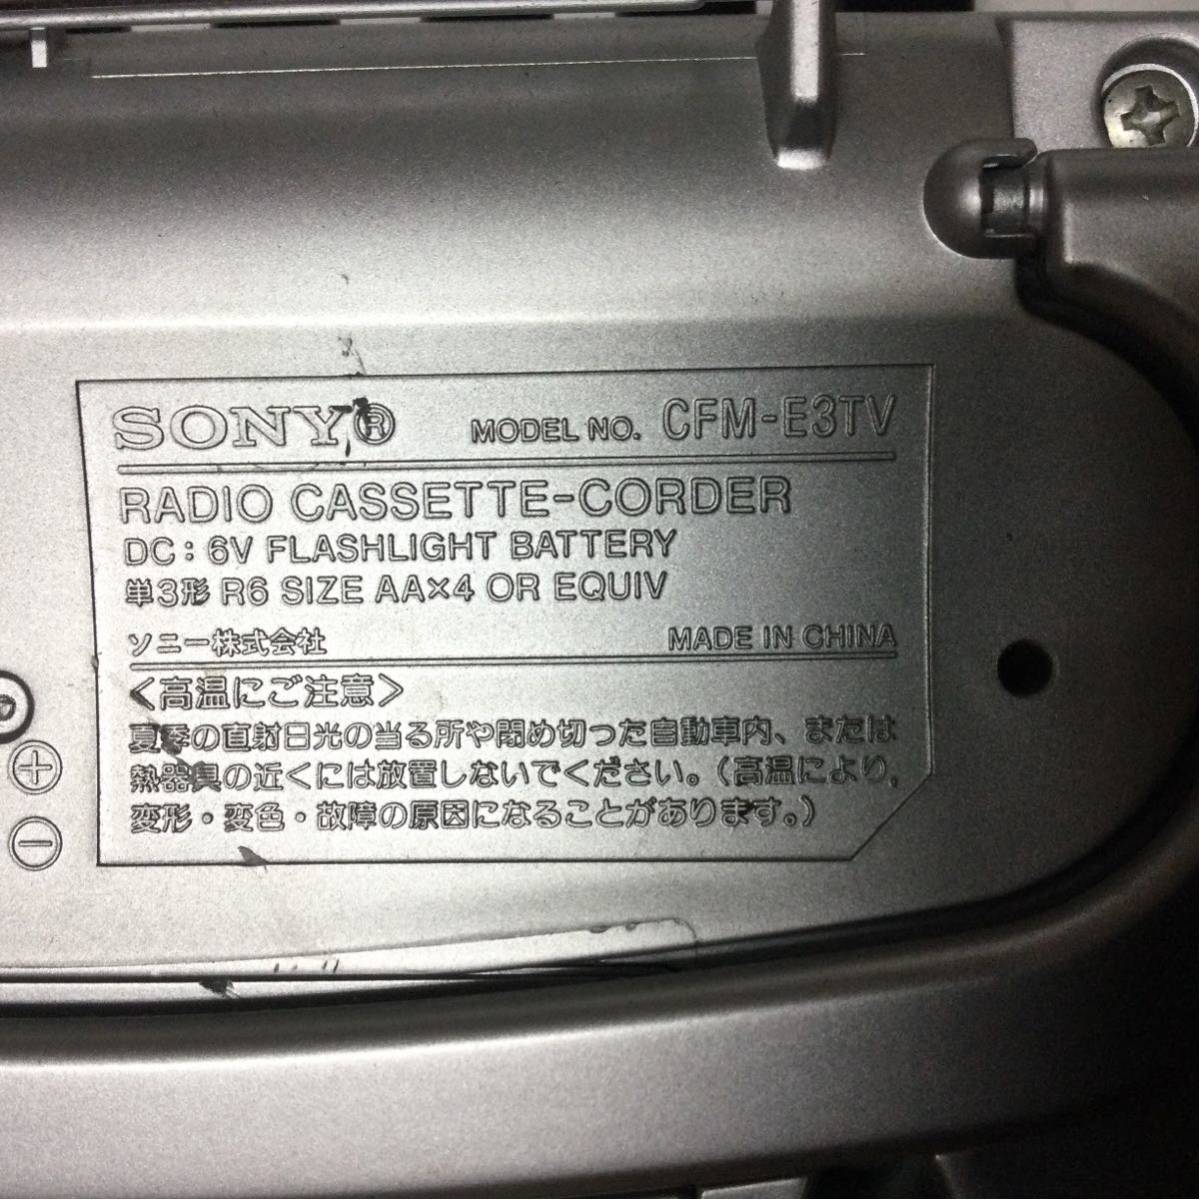 SONY®
MODEL NO. CFM-E3TV
RADIO CASSETTE-CORDER
DC: 6V FLASHLIGHT BATTERY
単3形 R6 SIZE AA×4 OR EQUIV
ソニー株式会社
MADE IN CHINA
<高温にご注意>
夏季の直射日光の当る所や閉め切った自動車内、または
熱器具の近くには放置しないでください。(高温により,
変形・変色・故障の原因になることがあります。)
+
−